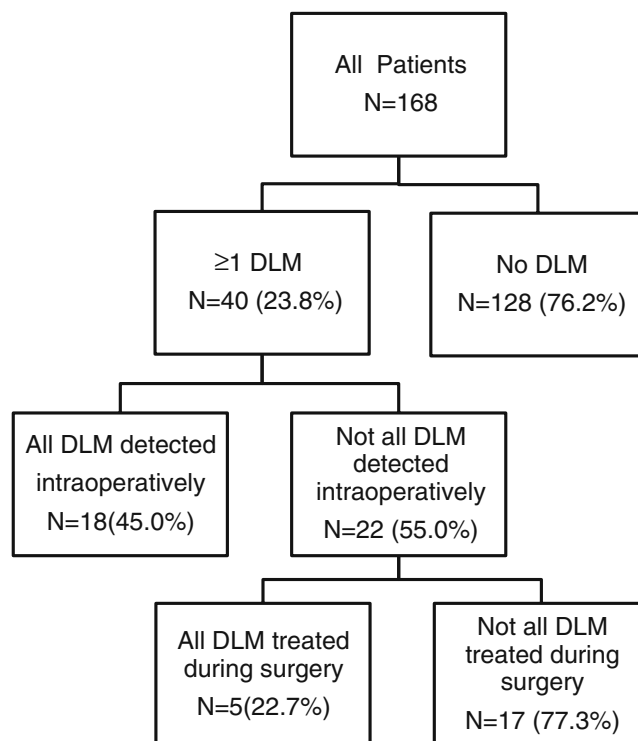 All Patients
N=168
≥1 DLM
N=40 (23.8%)
No DLM
N=128 (76.2%)
All DLM detected
intraoperatively
N=18(45.0%)
Not all DLM
detected
intraoperatively
N=22 (55.0%)
All DLM treated
during surgery
N=5(22.7%)
Not all DLM
treated during
surgery
N=17 (77.3%)